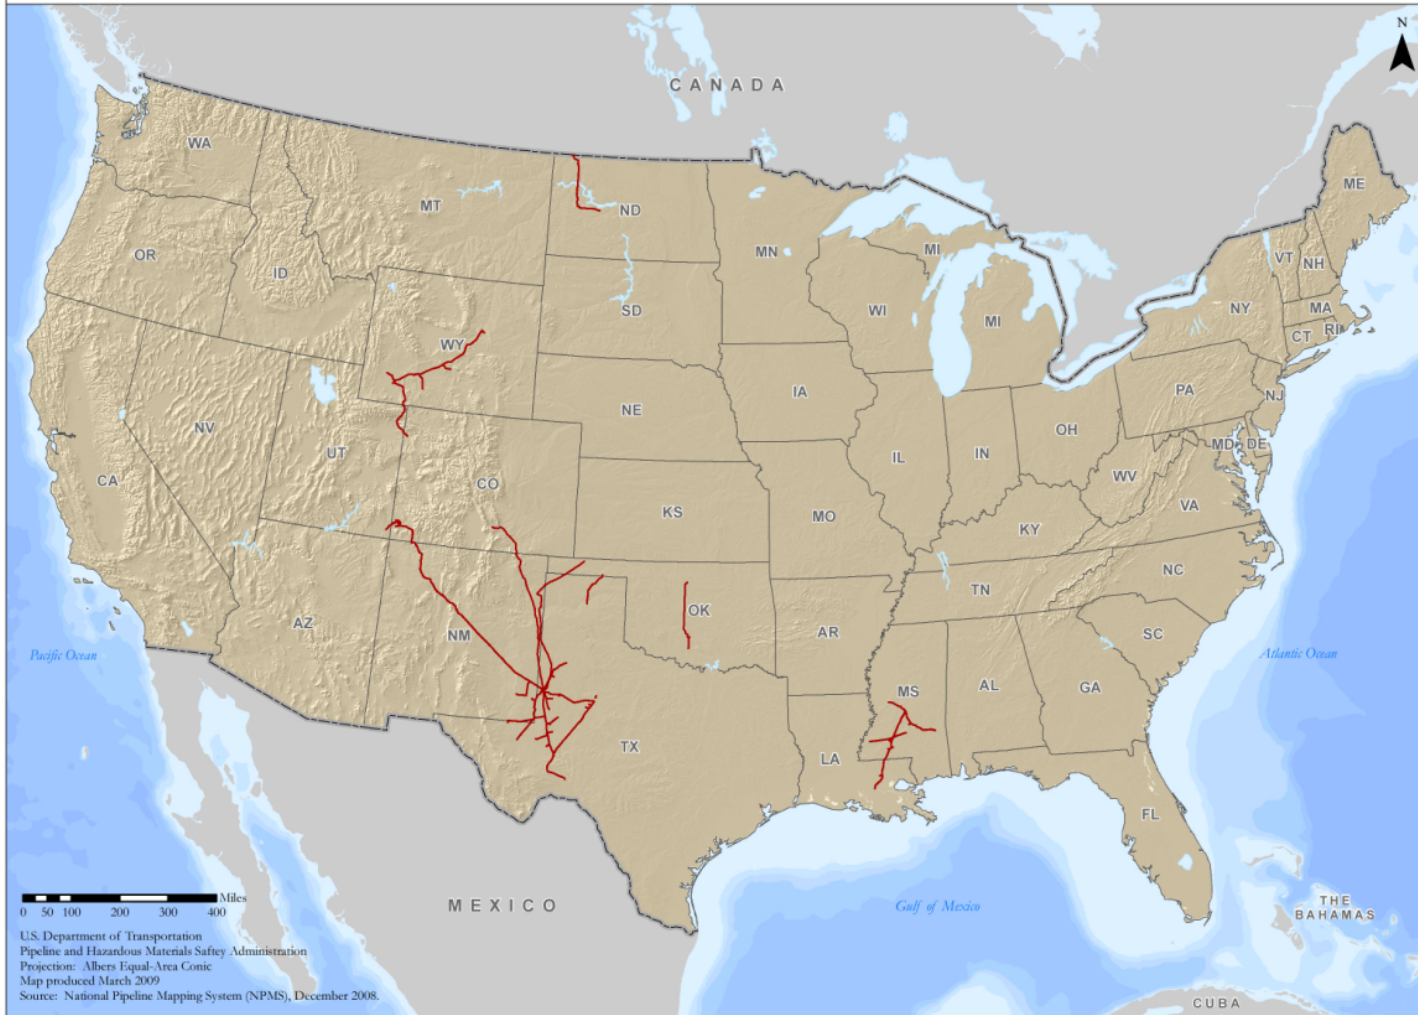 N
CANADA
WA
MT
ND
ME
OR
ID
MN
MI
VT
NH
SD
WI
NY
MA
WY
MI
CT
RI
NE
IA
PA
NJ
NV
UT
OH
MD
DE
CA
CO
IL
IN
WV
VA
KS
MO
KY
NC
TN
AZ
NM
OK
AR
SC
Pacific Ocean
Atlantic Ocean
MS
AL
GA
TX
LA
FL
Miles
0 50 100 200 300 400
MEXICO
Gulf of Mexico
THE
BAHAMAS
U.S. Department of Transportation
Pipeline and Hazardous Materials Saftey Administration
Projection: Albers Equal-Area Conic
Map produced March 2009
Source: National Pipeline Mapping System (NPMS), December 2008.
CUBA